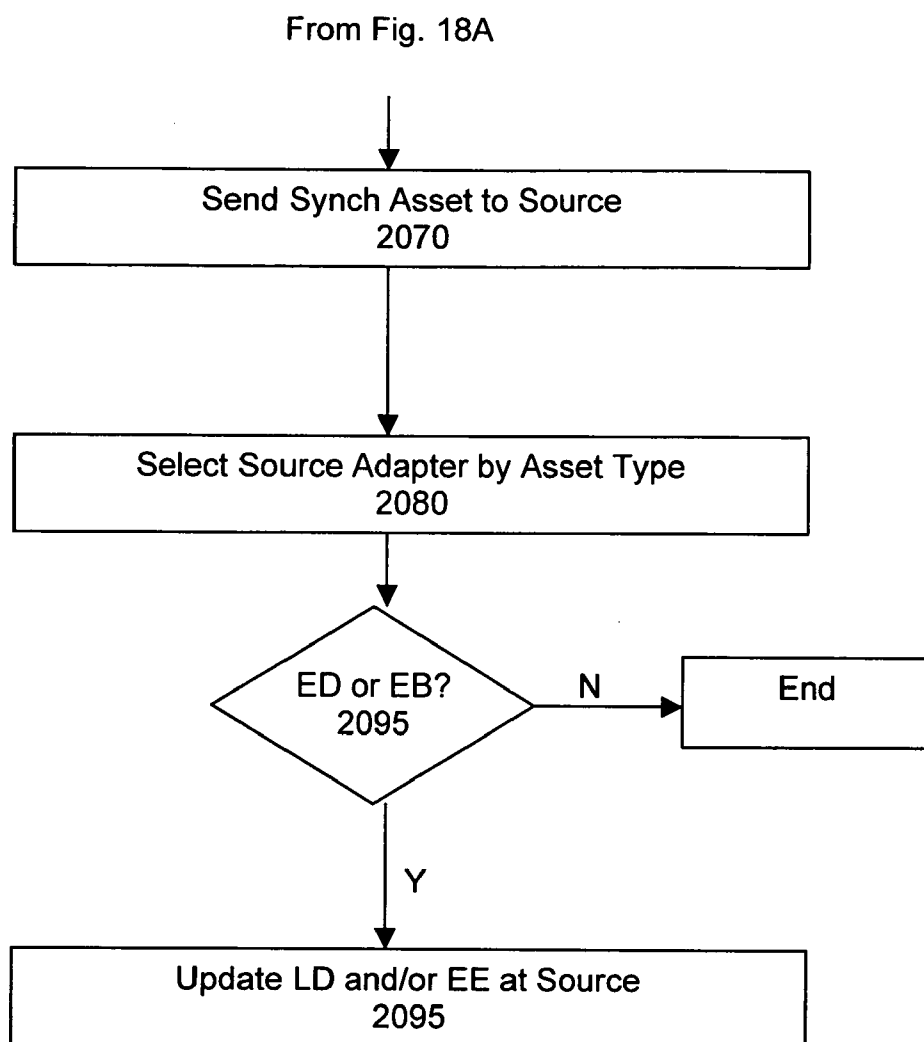 From Fig. 18A
Send Synch Asset to Source
2070
Select Source Adapter by Asset Type
2080
ED or EB?
2095
N
End
Y
Update LD and/or EE at Source
2095